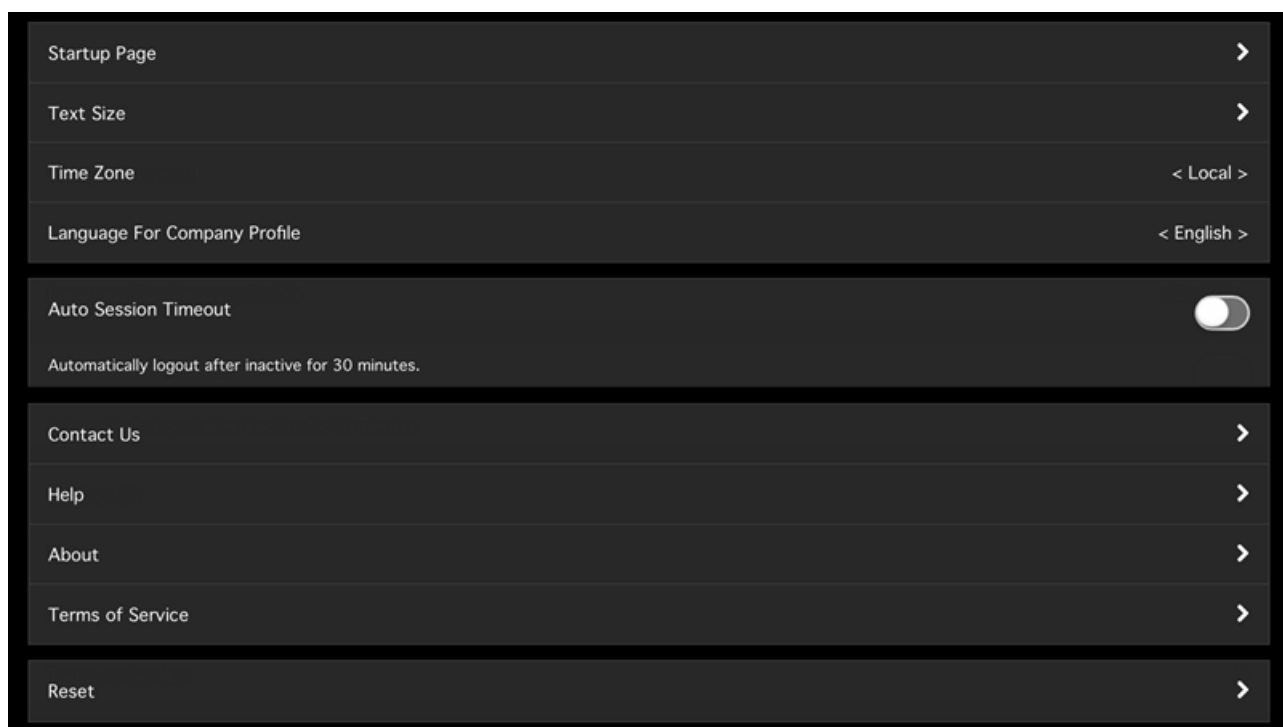 Startup Page
Text Size
Time Zone < Local >
Language For Company Profile < English >
Auto Session Timeout
Automatically logout after inactive for 30 minutes.
Contact Us
Help
About
Terms of Service
Reset